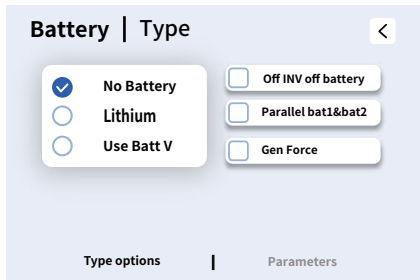 Battery | Type
No Battery
Lithium
Use Batt V
Off INV off battery
Parallel bat1&bat2
Gen Force
Type options | Parameters